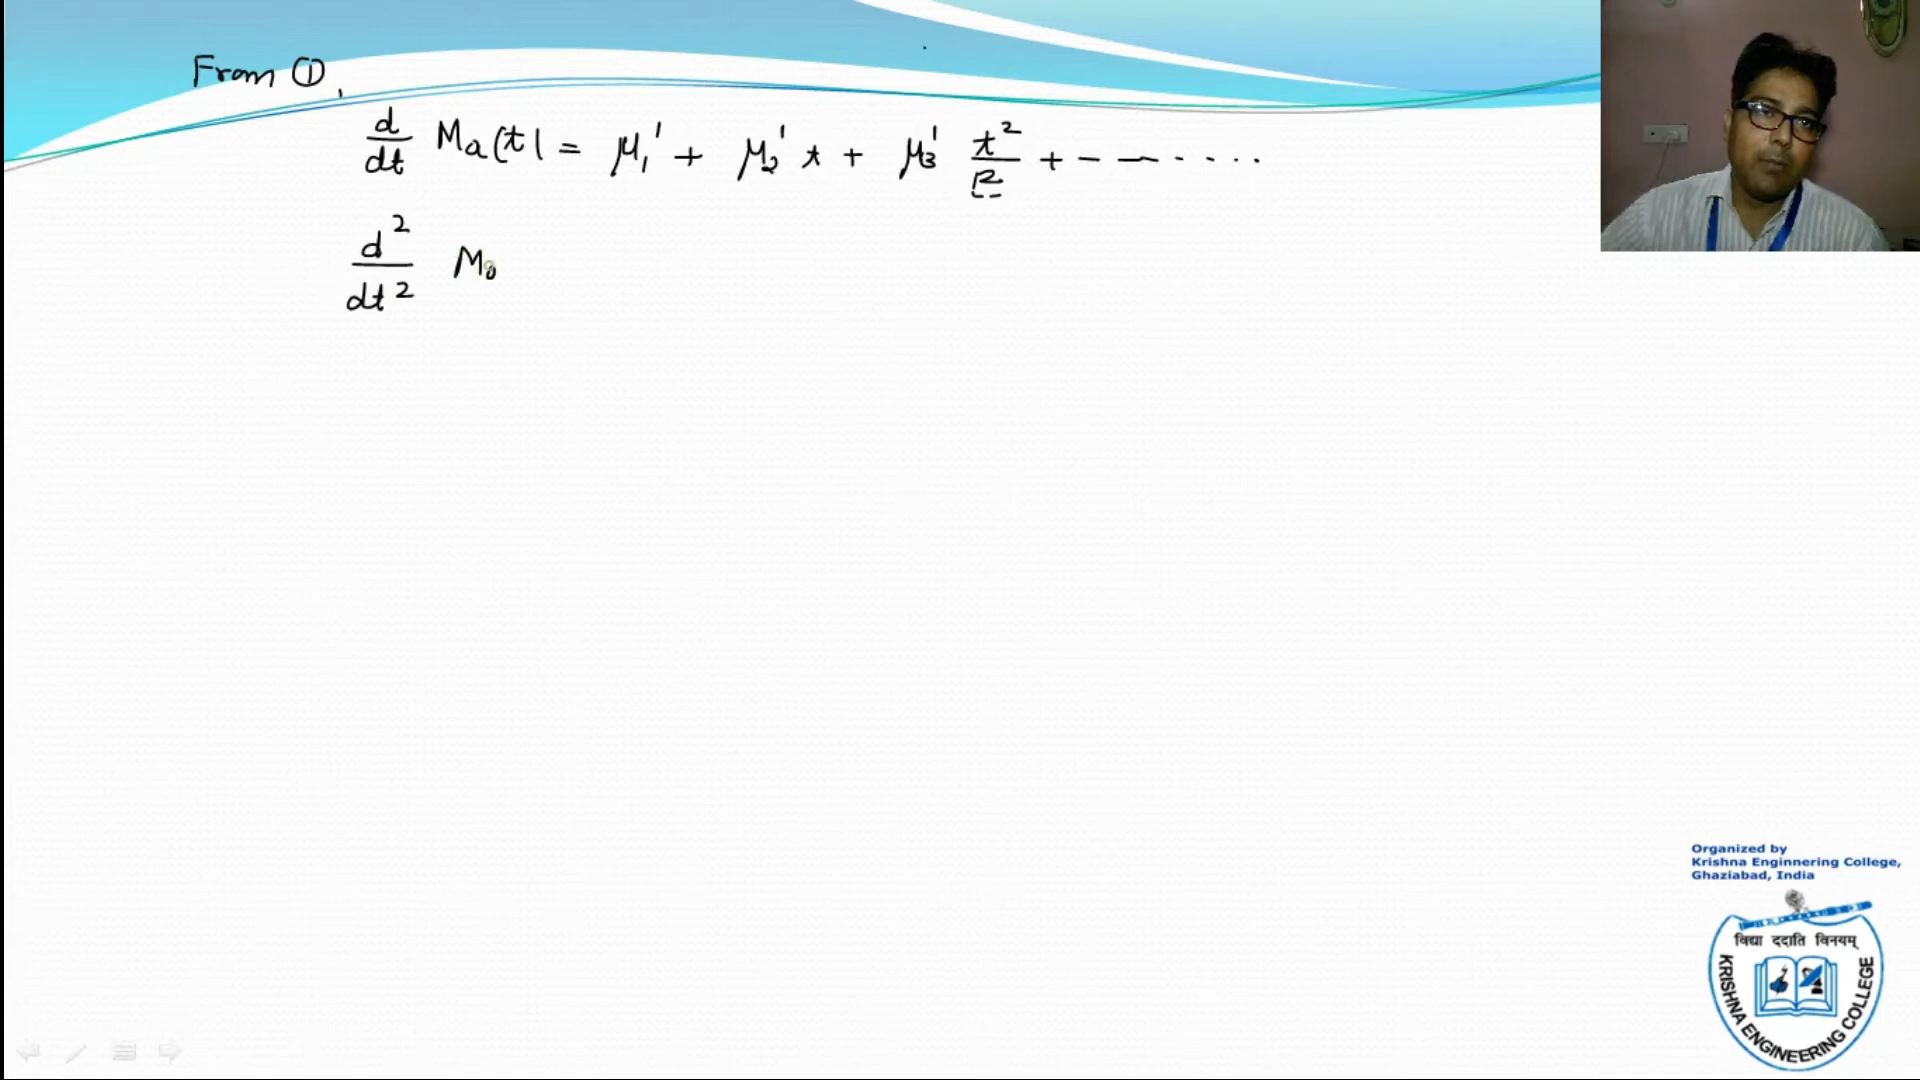 From ①,
d/dt Ma(t) = μ₁' + μ₂' t + μ₃' t²/|2 + - - - · · · ·
d²/dt² Ma
Organized by
Krishna Enginnering College,
Ghaziabad, India
विद्या ददाति विनयम्
KRISHNA ENGINEERING COLLEGE